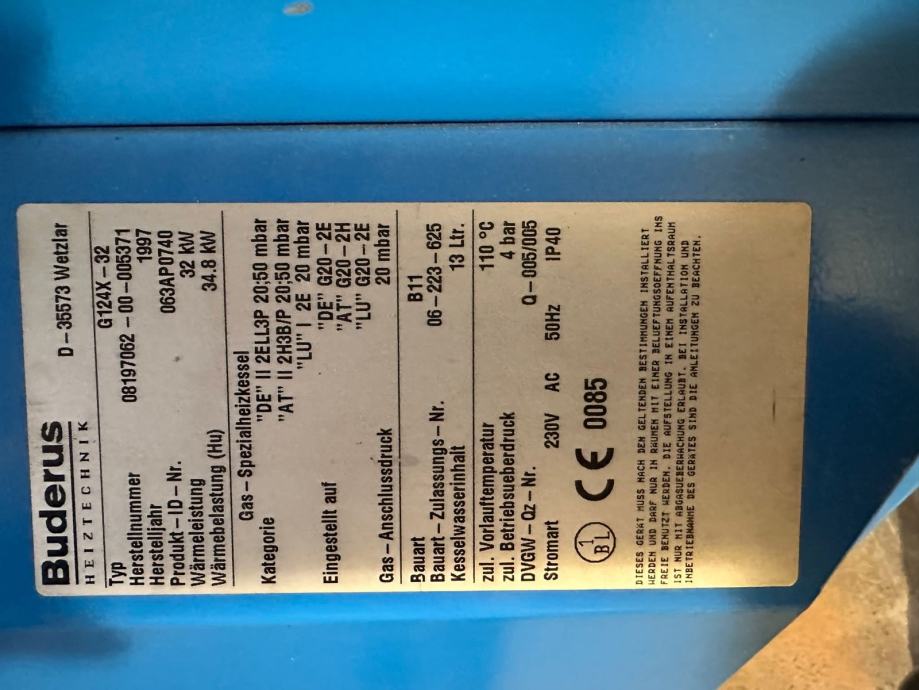 Buderus
HEIZTECHNIK D-35573 Wetzlar
Typ G124X-32
Herstellnummer 08197062-00-005371
Herstelljahr 1997
Produkt-ID-Nr. 063AP0740
Wärmeleistung 32 kW
Wärmebelastung (Hu) 34.8 kW
Gas-Spezialheizkessel
Kategorie "DE" II 2ELL3P 20;50 mbar
"AT" II 2H3B/P 20;50 mbar
"LU" I 2E 20 mbar
Eingestellt auf "DE" G20-2E
"AT" G20-2H
"LU" G20-2E
Gas-Anschlussdruck 20 mbar
Bauart B11
Bauart-Zulassungs-Nr. 06-223-625
Kesselwasserinhalt 13 Ltr.
zul. Vorlauftemperatur 110 °C
zul. Betriebsueberdruck 4 bar
DVGW-Qz-Nr. Q-005/005
Stromart 230V AC 50Hz IP40
1 BL CE 0085
DIESES GERÄT MUSS NACH DEN GELTENDEN BESTIMMUNGEN INSTALLIERT
WERDEN UND DARF NUR IN RÄUMEN MIT EINER BELUEFTUNGSOEFFNUNG INS
FREIE BENUTZT WERDEN. DIE AUFSTELLUNG IN EINEM AUFENTHALTSRAUM
IST NUR MIT ABGASUEBERWACHUNG ERLAUBT. BEI INSTALLATION UND
INBETRIEBNAHME DES GERÄTES SIND DIE ANLEITUNGEN ZU BEACHTEN.